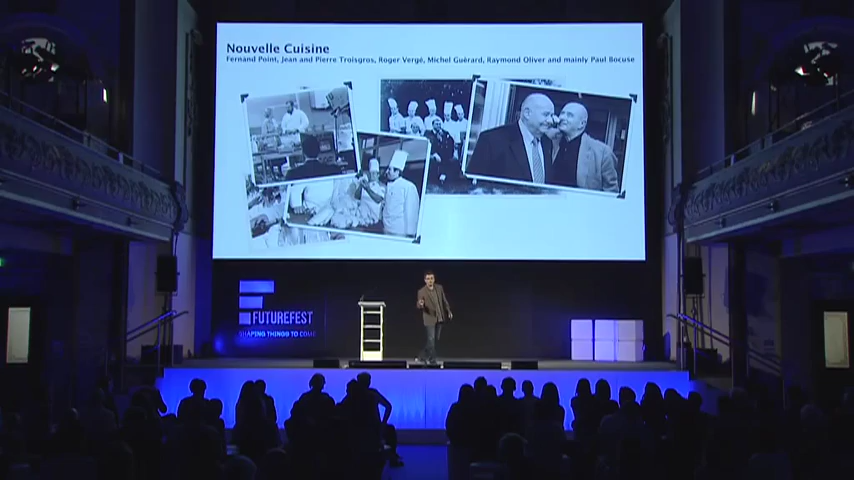 Nouvelle Cuisine
Fernand Point, Jean and Pierre Troisgros, Roger Vergé, Michel Guérard, Raymond Oliver and mainly Paul Bocuse
FUTUREFEST
SHAPING THINGS TO COME